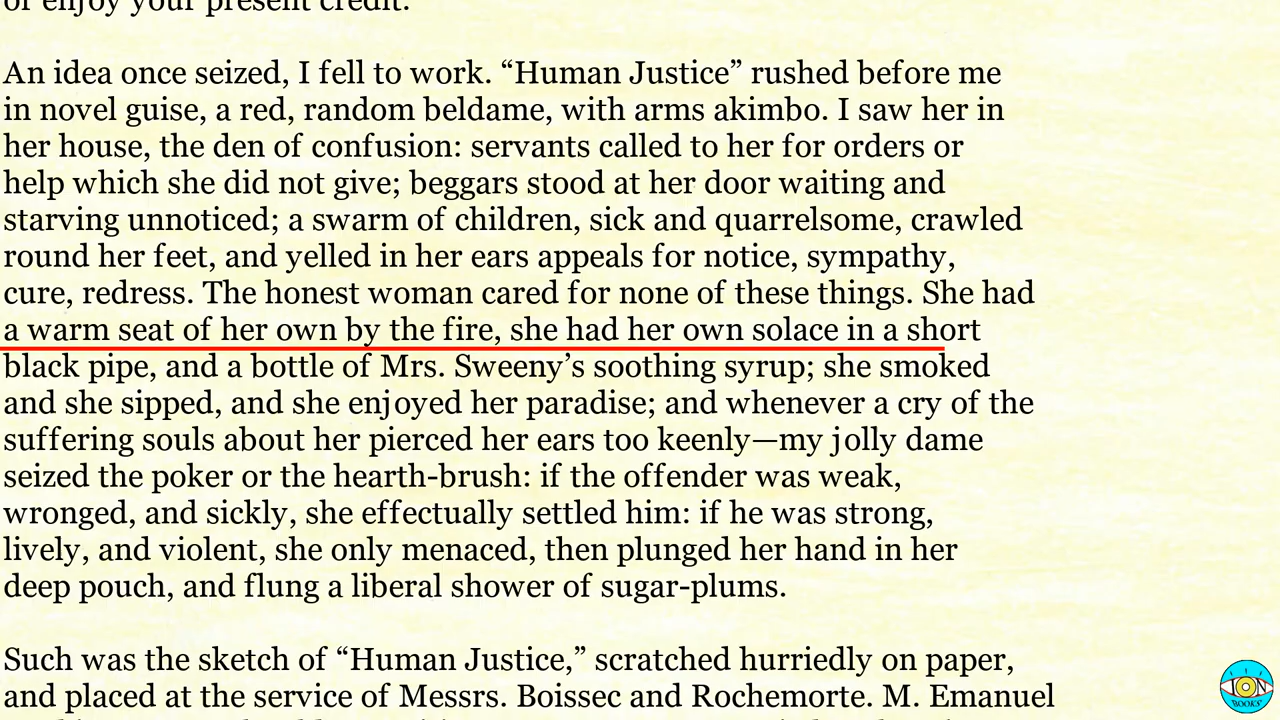 or enjoy your present credit.
An idea once seized, I fell to work. “Human Justice” rushed before me
in novel guise, a red, random beldame, with arms akimbo. I saw her in
her house, the den of confusion: servants called to her for orders or
help which she did not give; beggars stood at her door waiting and
starving unnoticed; a swarm of children, sick and quarrelsome, crawled
round her feet, and yelled in her ears appeals for notice, sympathy,
cure, redress. The honest woman cared for none of these things. She had
a warm seat of her own by the fire, she had her own solace in a short
black pipe, and a bottle of Mrs. Sweeny’s soothing syrup; she smoked
and she sipped, and she enjoyed her paradise; and whenever a cry of the
suffering souls about her pierced her ears too keenly—my jolly dame
seized the poker or the hearth-brush: if the offender was weak,
wronged, and sickly, she effectually settled him: if he was strong,
lively, and violent, she only menaced, then plunged her hand in her
deep pouch, and flung a liberal shower of sugar-plums.
Such was the sketch of “Human Justice,” scratched hurriedly on paper,
and placed at the service of Messrs. Boissec and Rochemorte. M. Emanuel
ION
BOOKS